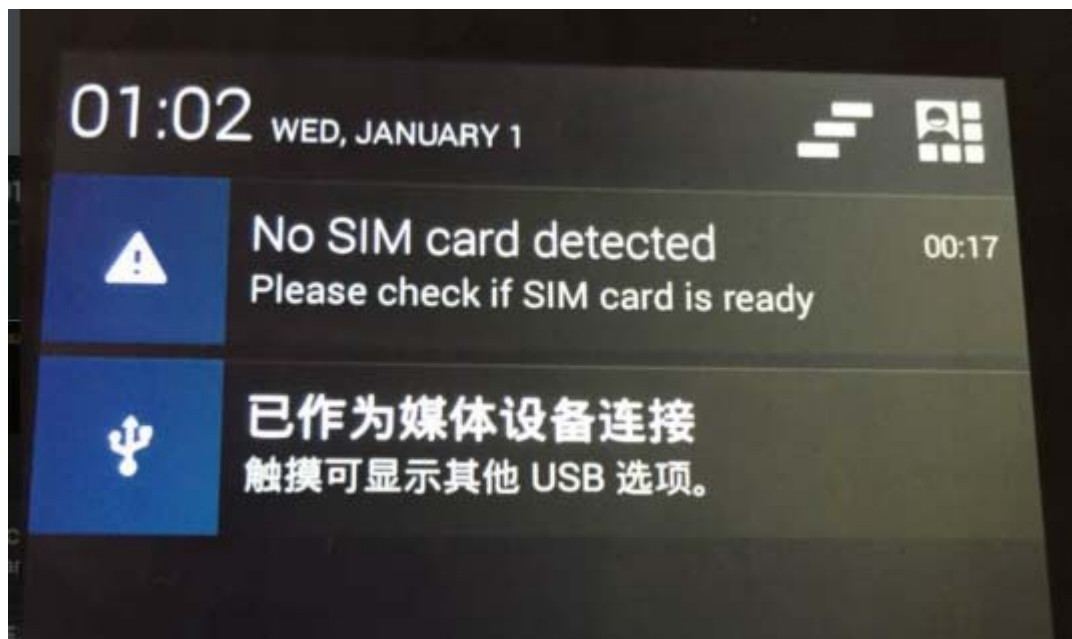 01:02 WED, JANUARY 1
No SIM card detected 00:17
Please check if SIM card is ready
已作为媒体设备连接
触摸可显示其他 USB 选项。